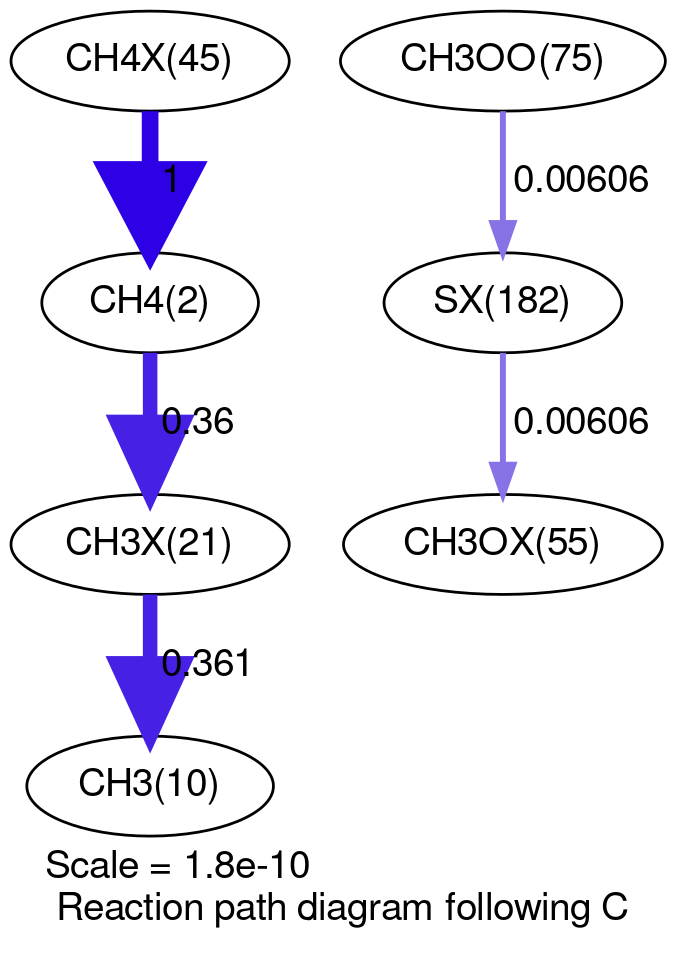 CH4X(45)
CH3OO(75)
1
0.00606
CH4(2)
SX(182)
0.36
0.00606
CH3X(21)
CH3OX(55)
0.361
CH3(10)
Scale = 1.8e-10
Reaction path diagram following C